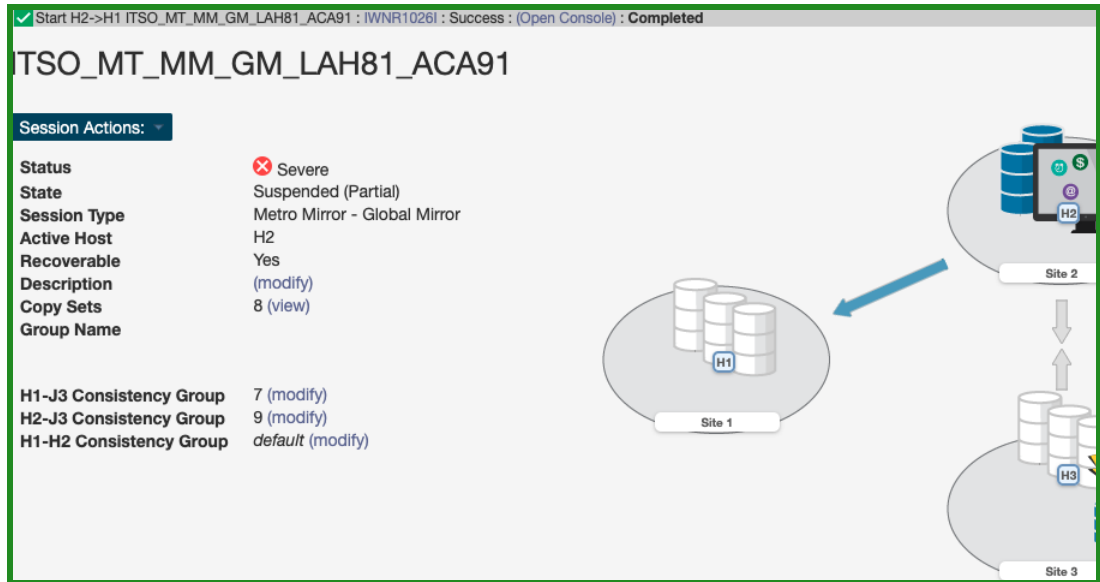 Start H2->H1 ITSO_MT_MM_GM_LAH81_ACA91 : IWNR1026I : Success : (Open Console) : Completed
ITSO_MT_MM_GM_LAH81_ACA91
Session Actions:
Status Severe
State Suspended (Partial)
Session Type Metro Mirror - Global Mirror
Active Host H2
Recoverable Yes
Description (modify)
Copy Sets 8 (view)
Group Name
H1-J3 Consistency Group 7 (modify)
H2-J3 Consistency Group 9 (modify)
H1-H2 Consistency Group default (modify)
$
@
H2
Site 2
H1
Site 1
H3
Site 3